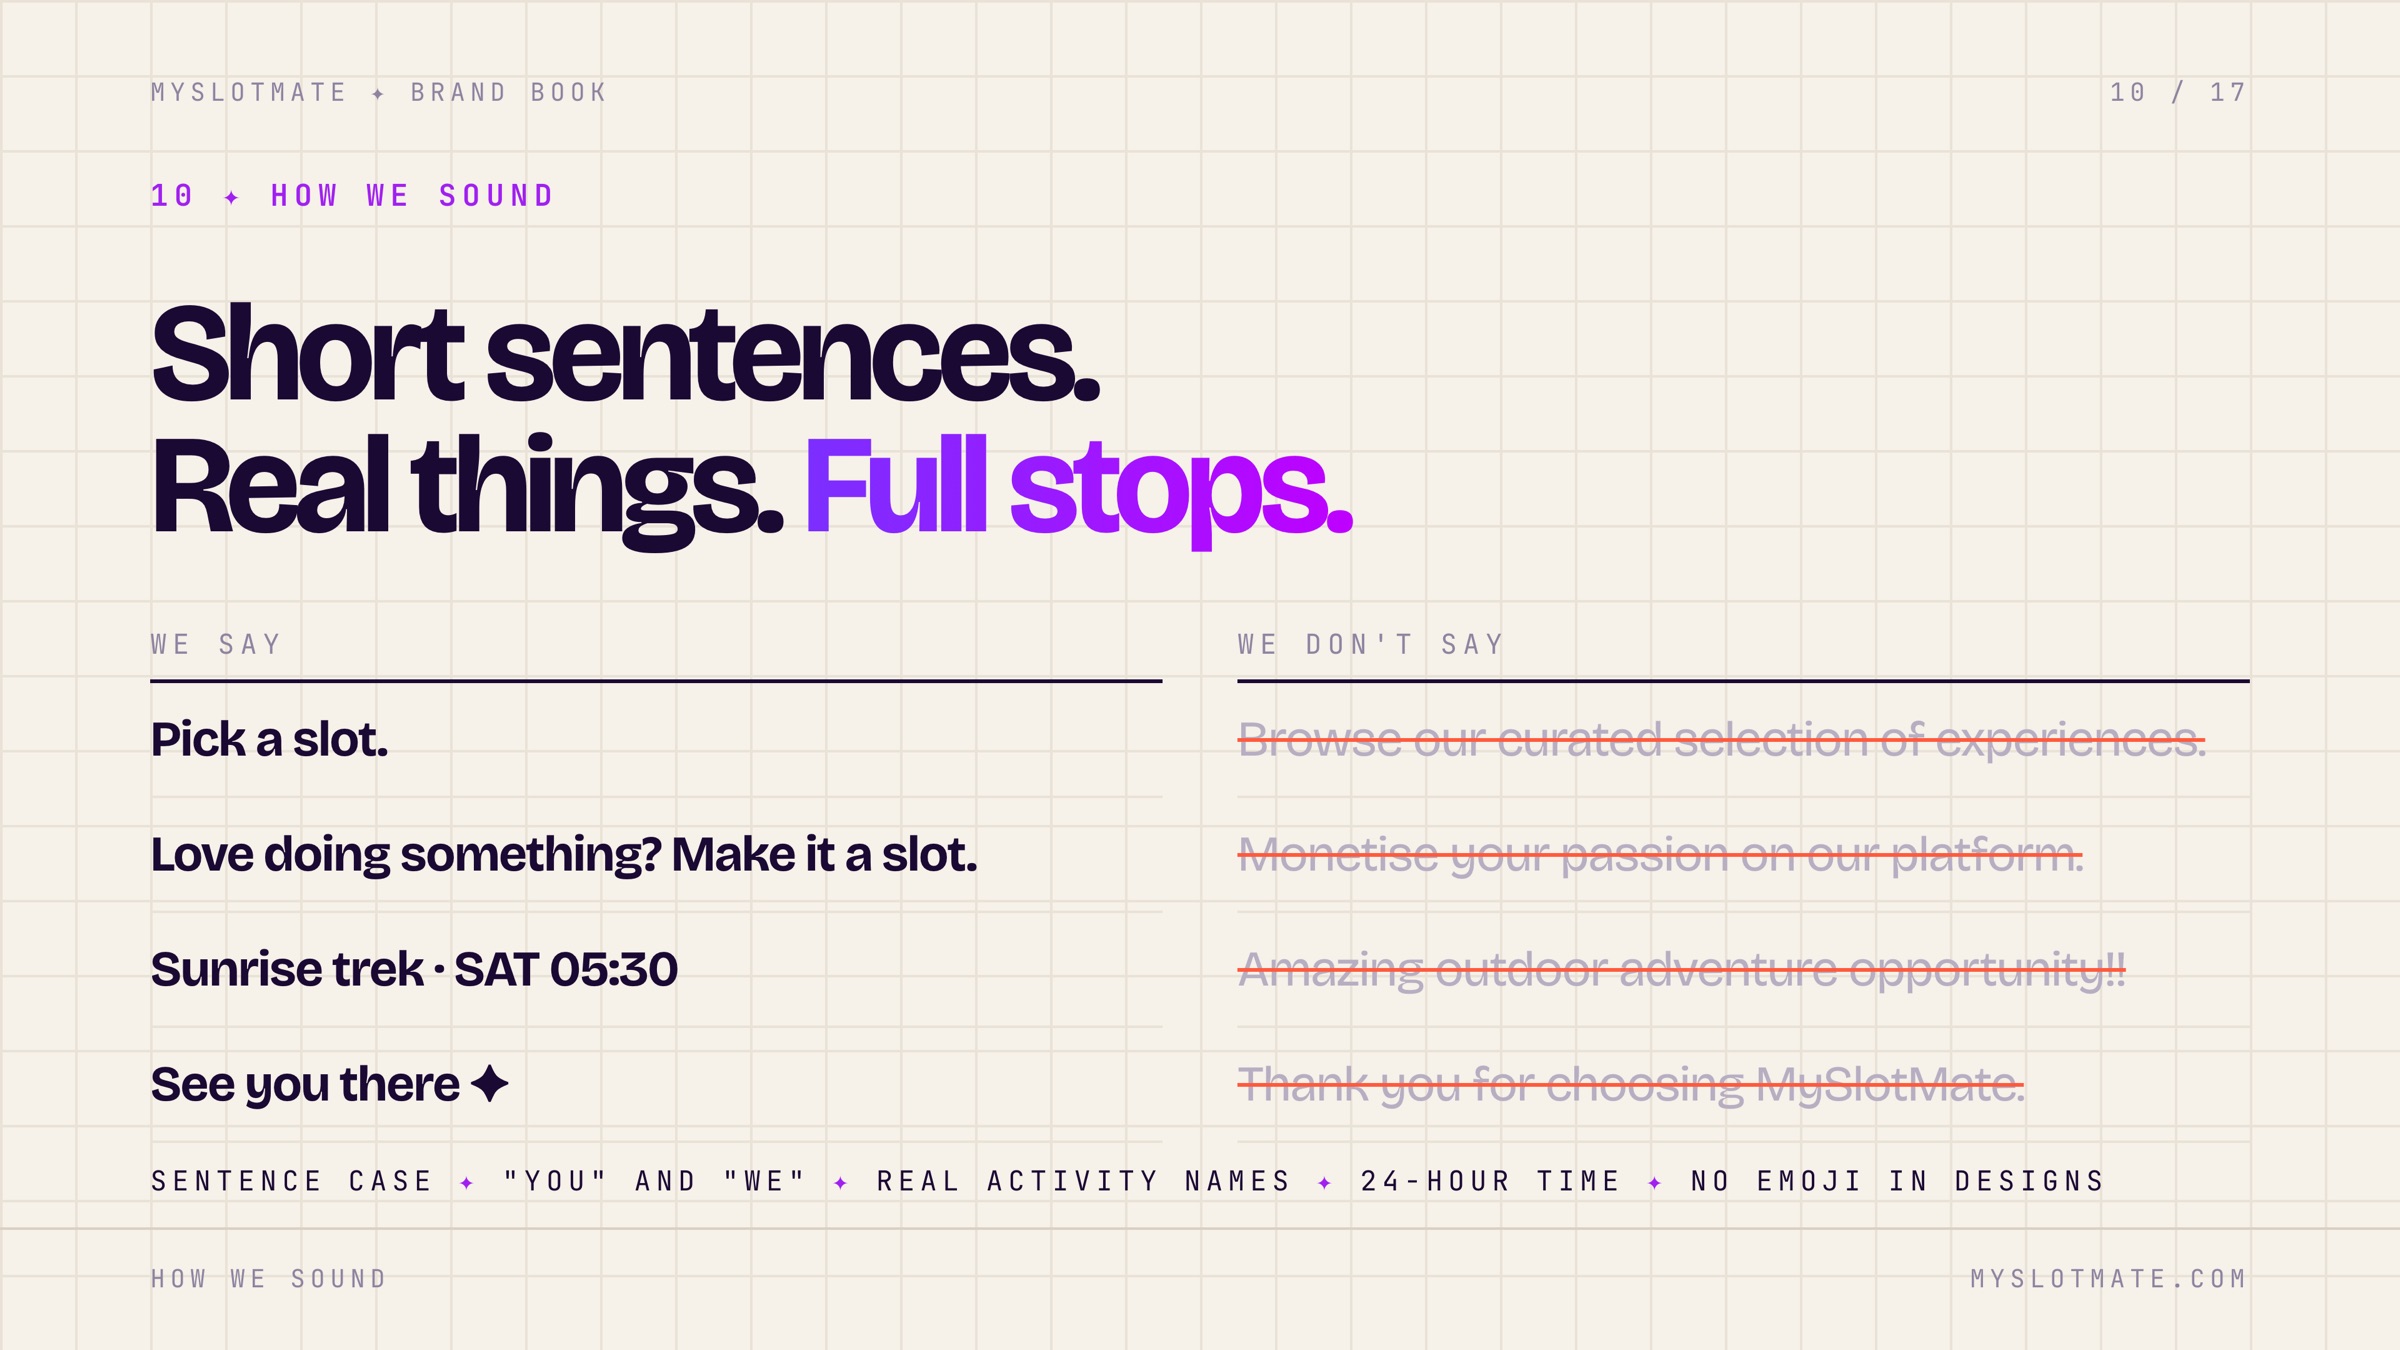 MYSLOTMATE ✦ BRAND BOOK
10 / 17
10 ✦ HOW WE SOUND
Short sentences.
Real things. Full stops.
WE SAY
WE DON'T SAY
Pick a slot.
Browse our curated selection of experiences.
Love doing something? Make it a slot.
Monetise your passion on our platform.
Sunrise trek · SAT 05:30
Amazing outdoor adventure opportunity!!
See you there ✦
Thank you for choosing MySlotMate.
SENTENCE CASE ✦ "YOU" AND "WE" ✦ REAL ACTIVITY NAMES ✦ 24-HOUR TIME ✦ NO EMOJI IN DESIGNS
HOW WE SOUND
MYSLOTMATE.COM